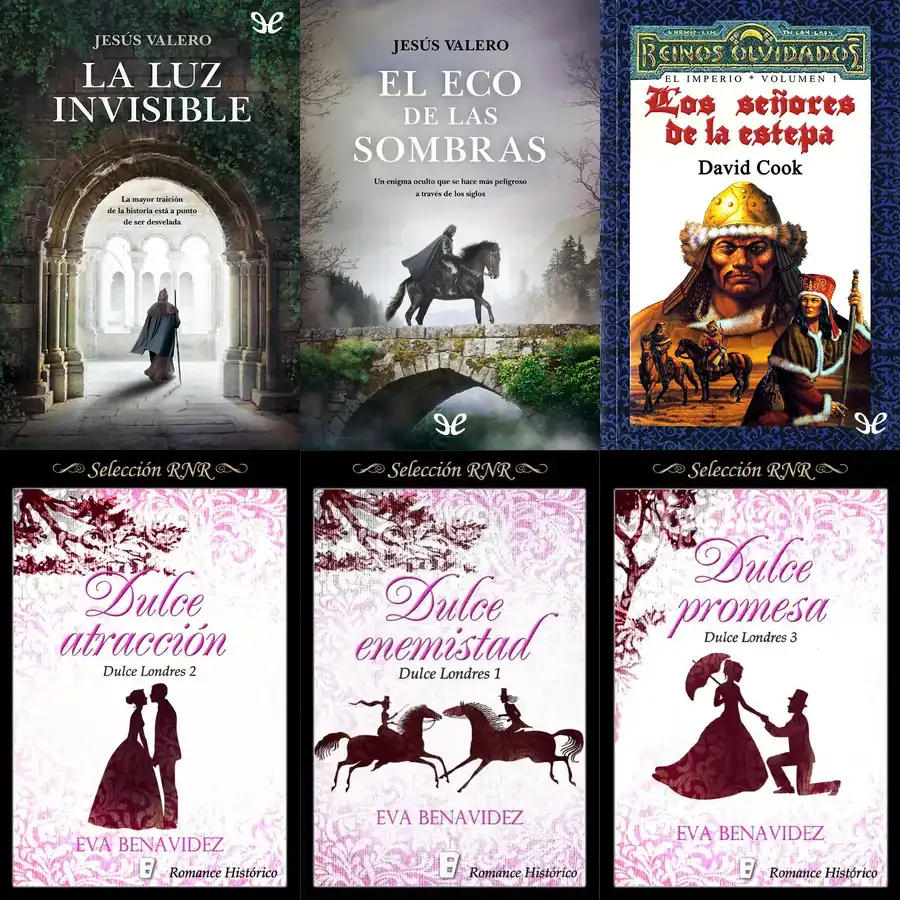 JESÚS VALERO
LA LUZ
INVISIBLE
La mayor traición
de la historia está a punto
de ser desvelada
JESÚS VALERO
EL ECO
DE LAS
SOMBRAS
Un enigma oculto que se hace más peligroso
a través de los siglos
REINOS OLVIDADOS
EL IMPERIO * VOLUMEN 1
Los señores
de la estepa
David Cook
Selección RNR
Dulce
atracción
Dulce Londres 2
EVA BENAVIDEZ
B
Romance Histórico
Selección RNR
Dulce
enemistad
Dulce Londres 1
EVA BENAVIDEZ
B
Romance Histórico
Selección RNR
Dulce
promesa
Dulce Londres 3
EVA BENAVIDEZ
B
Romance Histórico